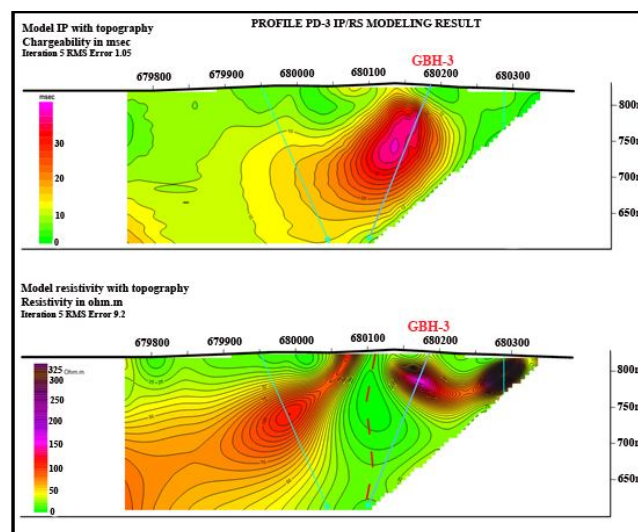 PROFILE PD-3 IP/RS MODELING RESULT
Model IP with topography
Chargeability in msec
Iteration 5 RMS Error 1.05
GBH-3
679800 679900 680000 680100 680200 680300
msec
30
20
10
0
800m
750m
700m
650m
Model resistivity with topography
Resistivity in ohm.m
Iteration 5 RMS Error 9.2
GBH-3
679800 679900 680000 680100 680200 680300
325 Ohm.m
300
250
200
150
100
50
0
800m
750m
700m
650m